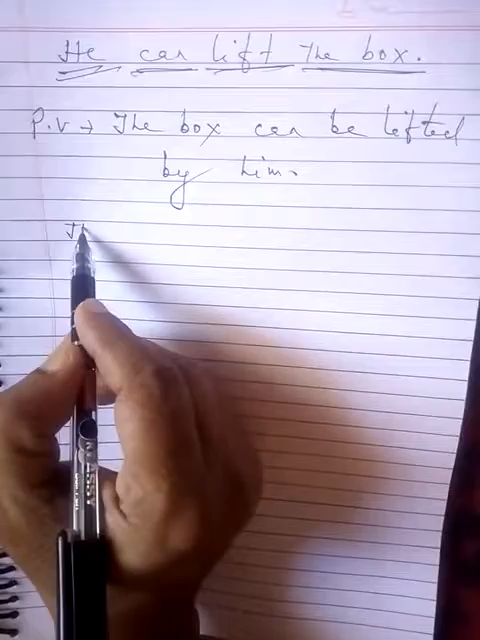 He can lift The box.
P.V → The box can be lifted
by him.